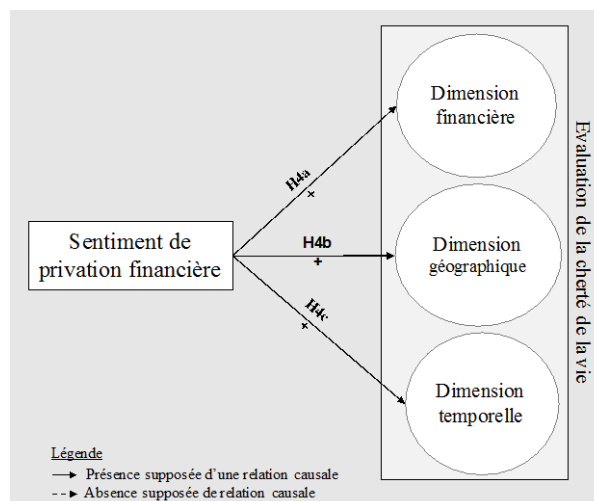 Dimension
financière
H4a
+
Sentiment de
privation financière
H4b
+
Dimension
géographique
H4c
+
Dimension
temporelle
Evaluation de la cherté de la vie
Légende
Présence supposée d'une relation causale
Absence supposée de relation causale